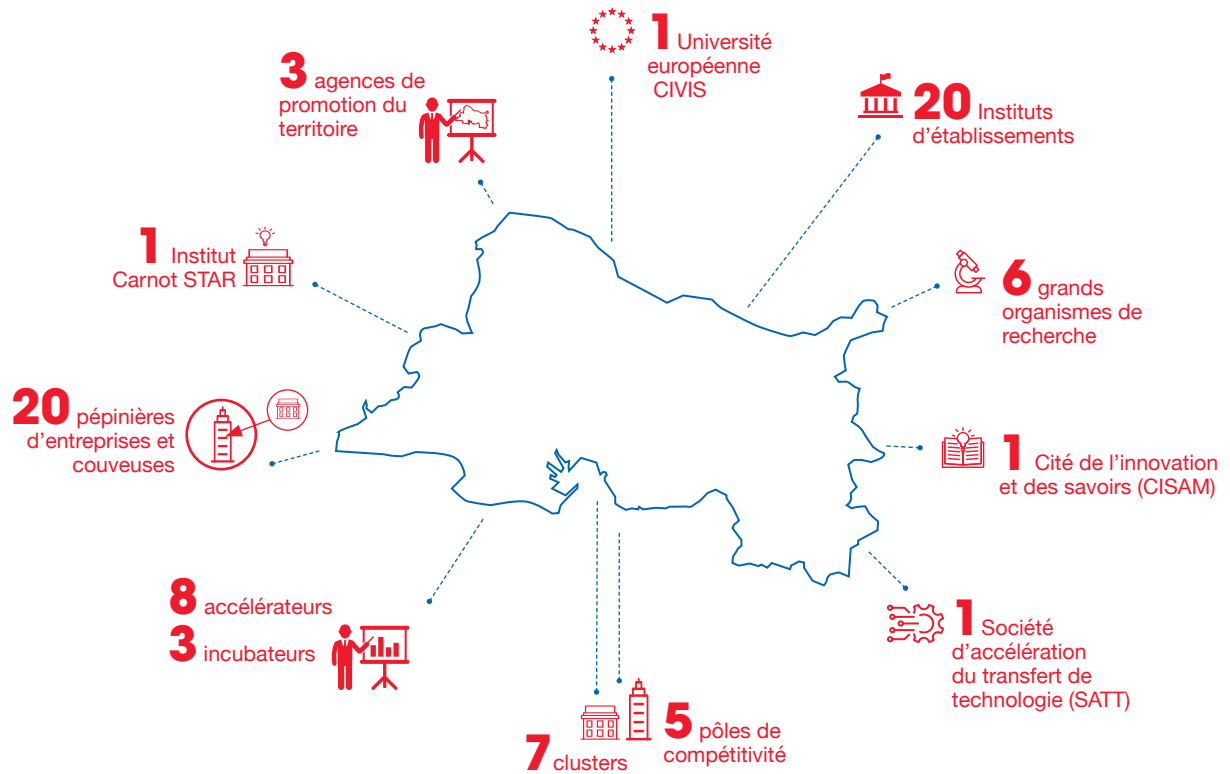 1 Université
européenne
CIVIS
3 agences de
promotion du
territoire
20 Instituts
d'établissements
1 Institut
Carnot STAR
6 grands
organismes de
recherche
20 pépinières
d'entreprises et
couveuses
1 Cité de l'innovation
et des savoirs (CISAM)
8 accélérateurs
3 incubateurs
1 Société
d'accélération
du transfert de
technologie (SATT)
7 clusters
5 pôles de
compétitivité